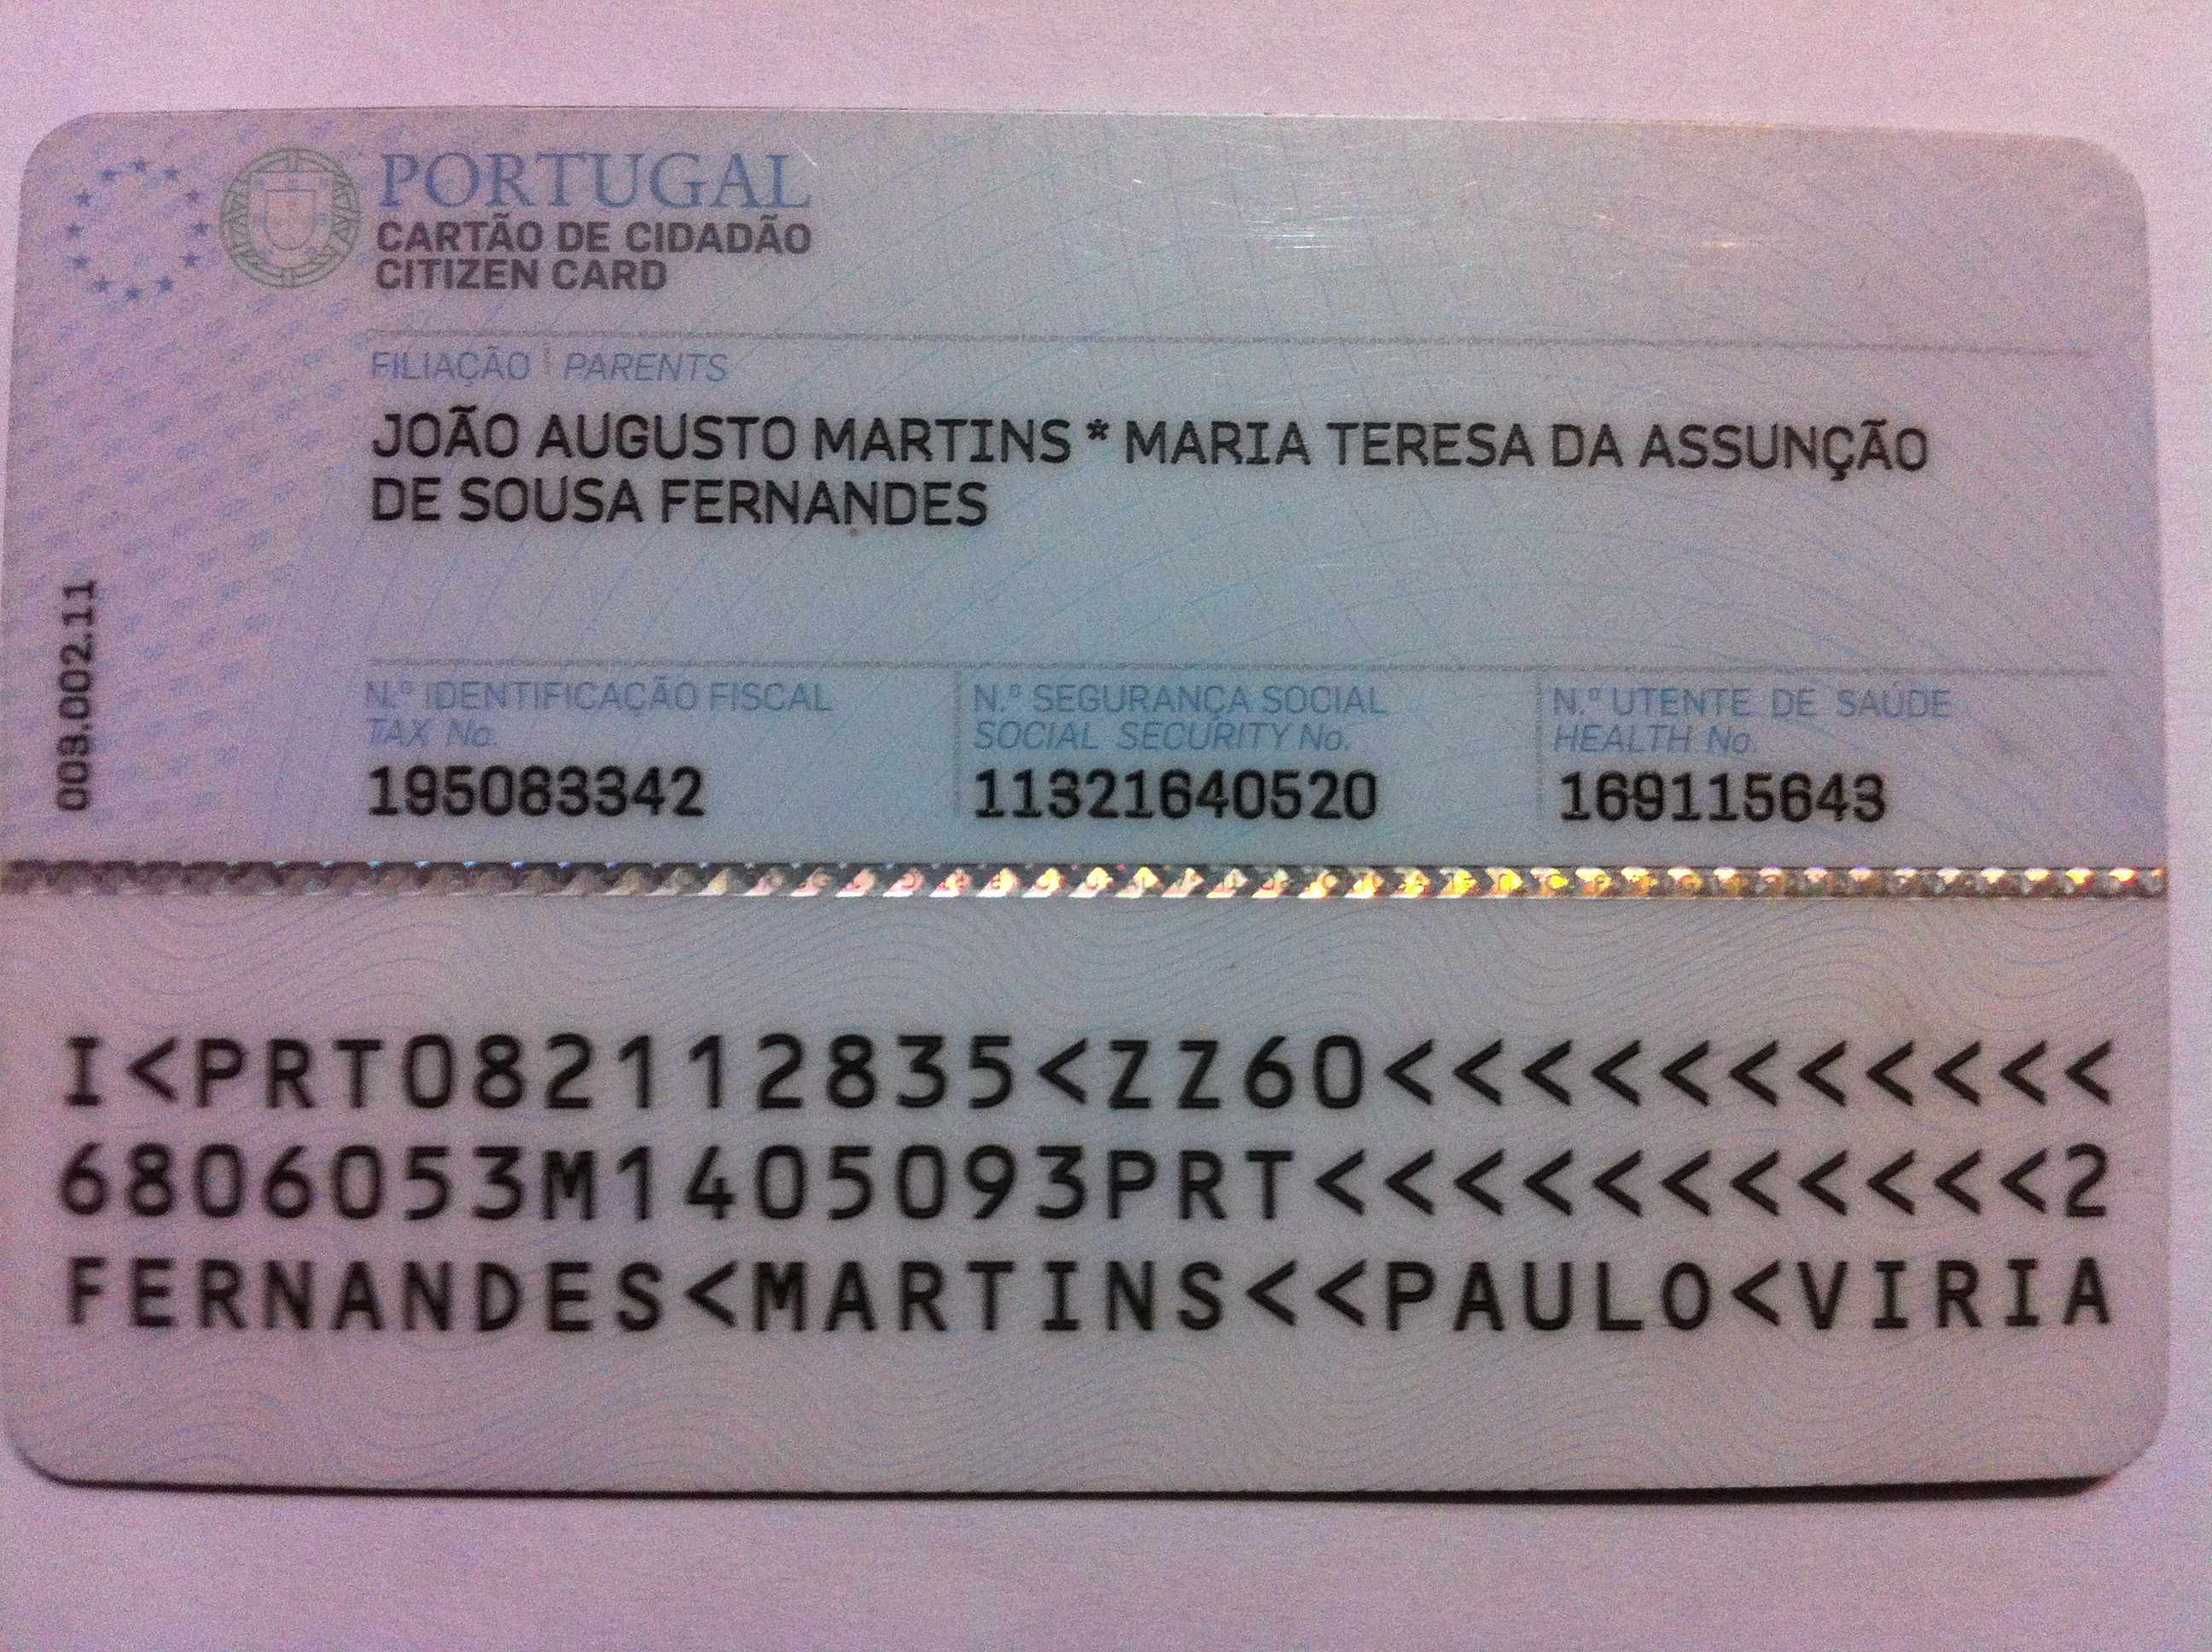 PORTUGAL
CARTÃO DE CIDADÃO
CITIZEN CARD
FILIAÇÃO | PARENTS
JOÃO AUGUSTO MARTINS * MARIA TERESA DA ASSUNÇÃO
DE SOUSA FERNANDES
003.002.11
N.º IDENTIFICAÇÃO FISCAL
TAX No.
195083342
N.º SEGURANÇA SOCIAL
SOCIAL SECURITY No.
11321640520
N.º UTENTE DE SAÚDE
HEALTH No.
169115643
I<PRT082112835<ZZ60<<<<<<<<<<<
6806053M1405093PRT<<<<<<<<<<<2
FERNANDES<MARTINS<<PAULO<VIRIA